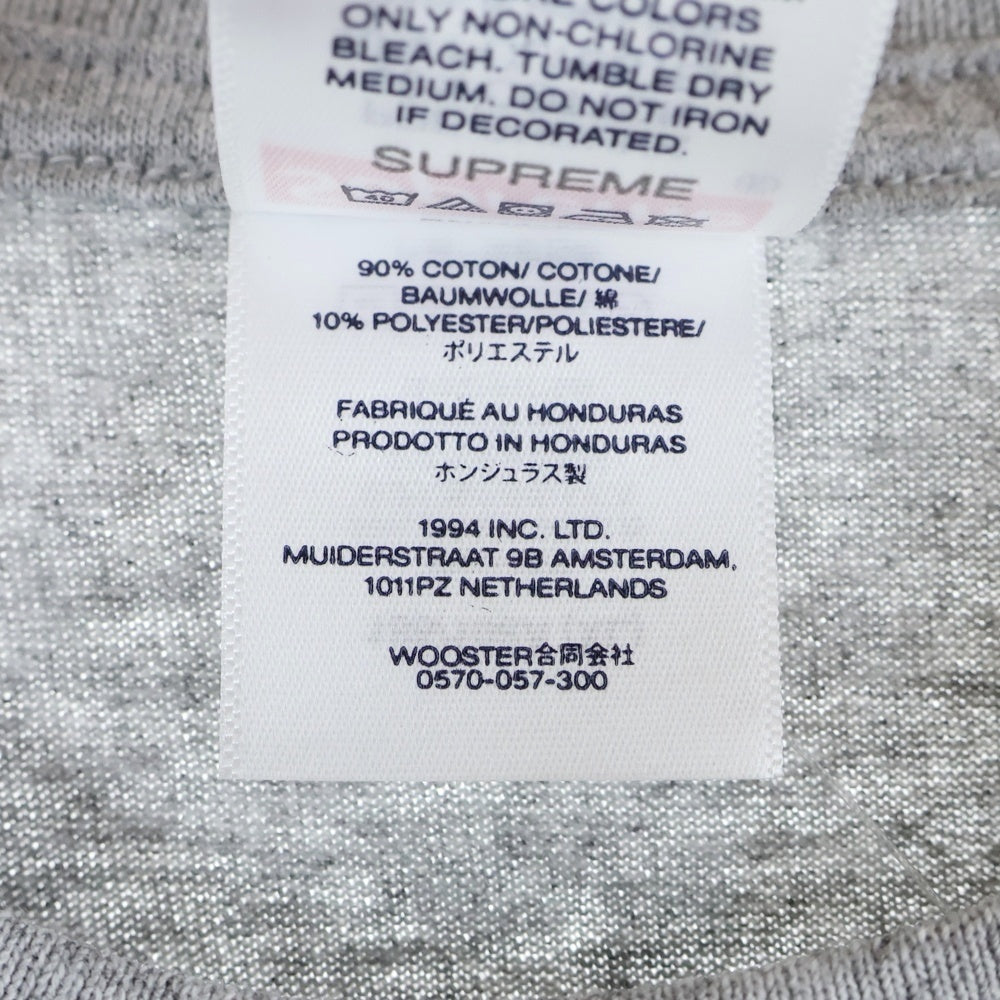 COLORS
ONLY NON-CHLORINE
BLEACH. TUMBLE DRY
MEDIUM. DO NOT IRON
IF DECORATED.
SUPREME
40
90% COTON/ COTONE/
BAUMWOLLE/ 綿
10% POLYESTER/POLIESTERE/
ポリエステル
FABRIQUÉ AU HONDURAS
PRODOTTO IN HONDURAS
ホンジュラス製
1994 INC. LTD.
MUIDERSTRAAT 9B AMSTERDAM,
1011PZ NETHERLANDS
WOOSTER合同会社
0570-057-300